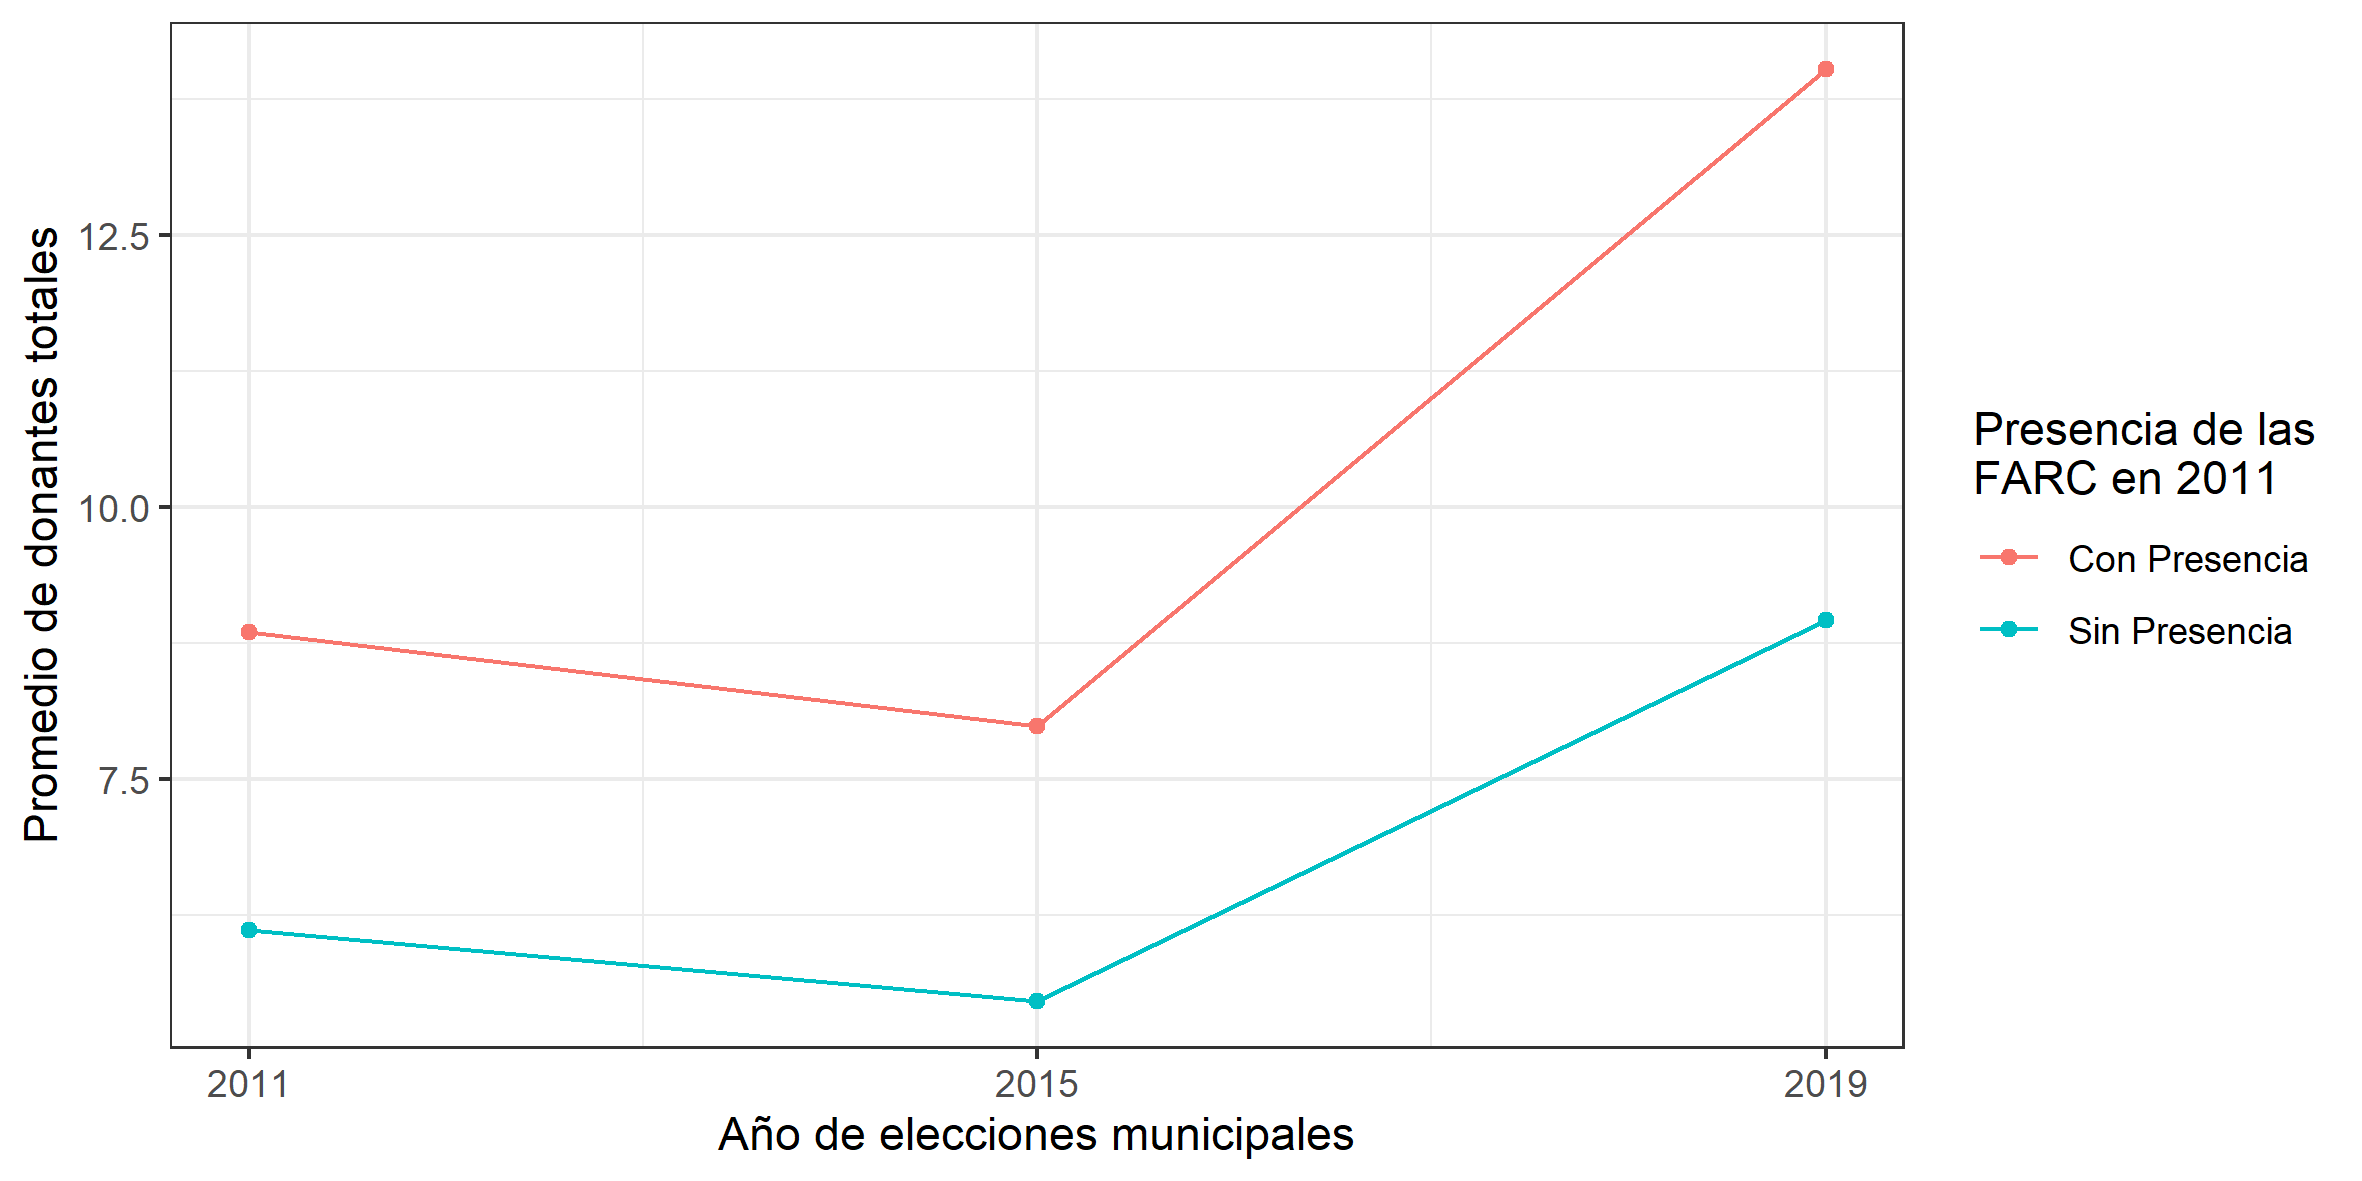 Promedio de donantes totales
12.5
10.0
7.5
2011
2015
2019
Año de elecciones municipales
Presencia de las
FARC en 2011
Con Presencia
Sin Presencia